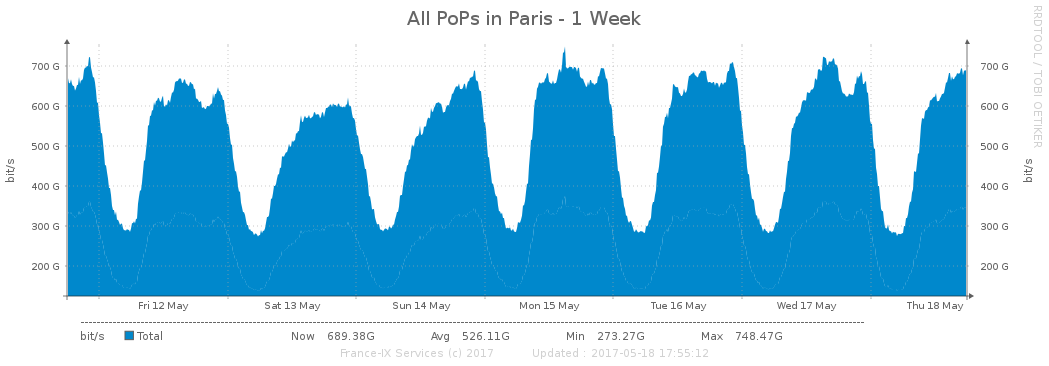 All PoPs in Paris - 1 Week
RRDTOOL / TOBI OETIKER
bit/s
700 G
600 G
500 G
400 G
300 G
200 G
700 G
600 G
500 G
400 G
300 G
200 G
bit/s
Fri 12 May Sat 13 May Sun 14 May Mon 15 May Tue 16 May Wed 17 May Thu 18 May
bit/s Total Now 689.38G Avg 526.11G Min 273.27G Max 748.47G
France-IX Services (c) 2017 Updated : 2017-05-18 17:55:12